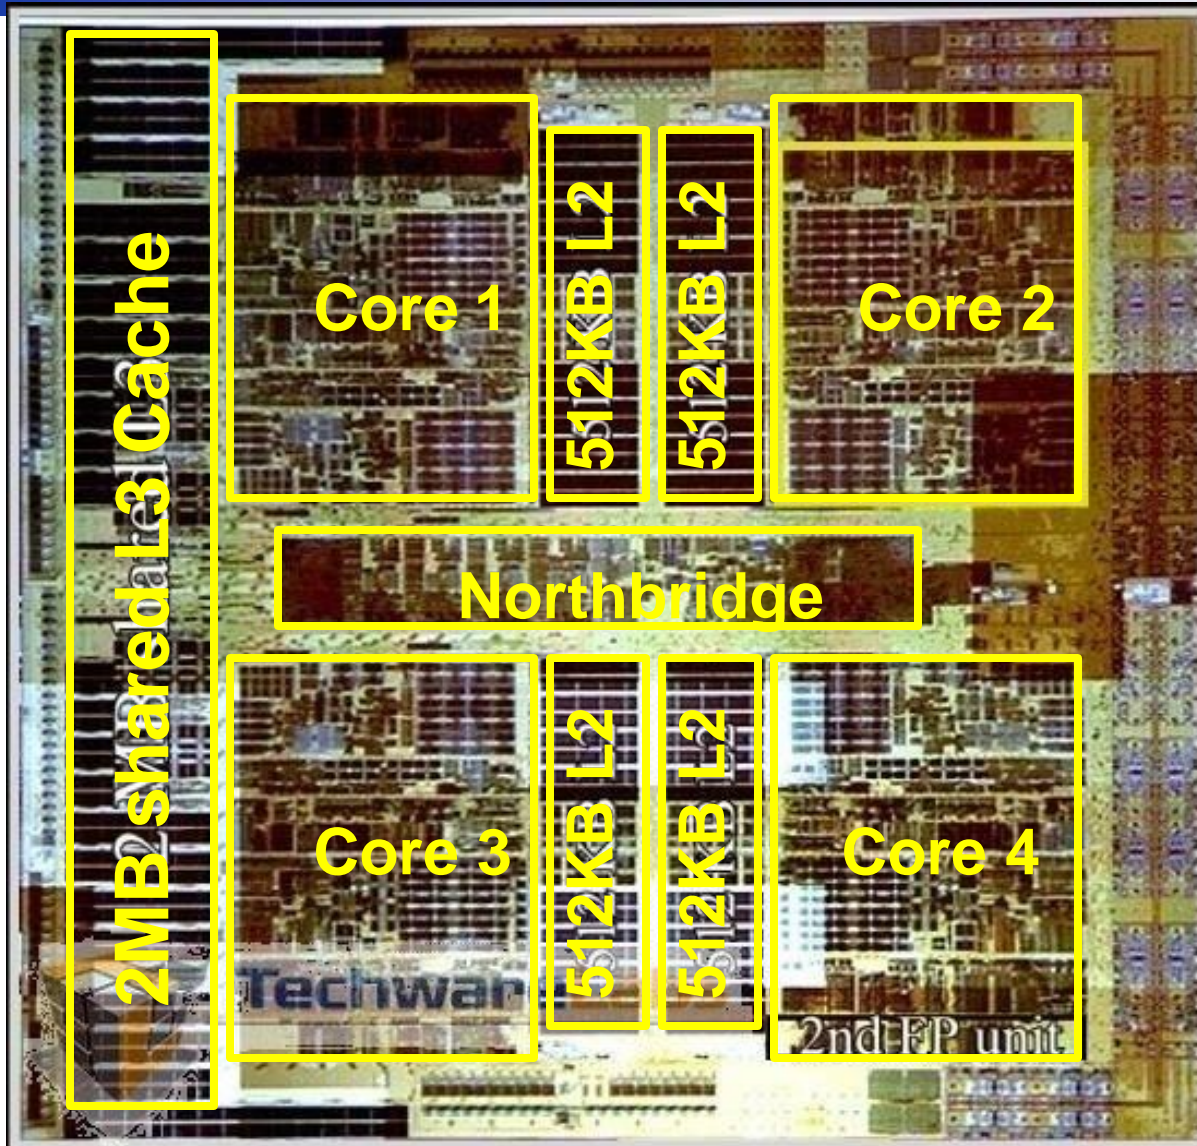 2MB shared L3 Cache
Core 1
512KB L2
512KB L2
Core 2
Northbridge
Core 3
512KB L2
512KB L2
Core 4
Techwar
2nd FP unit